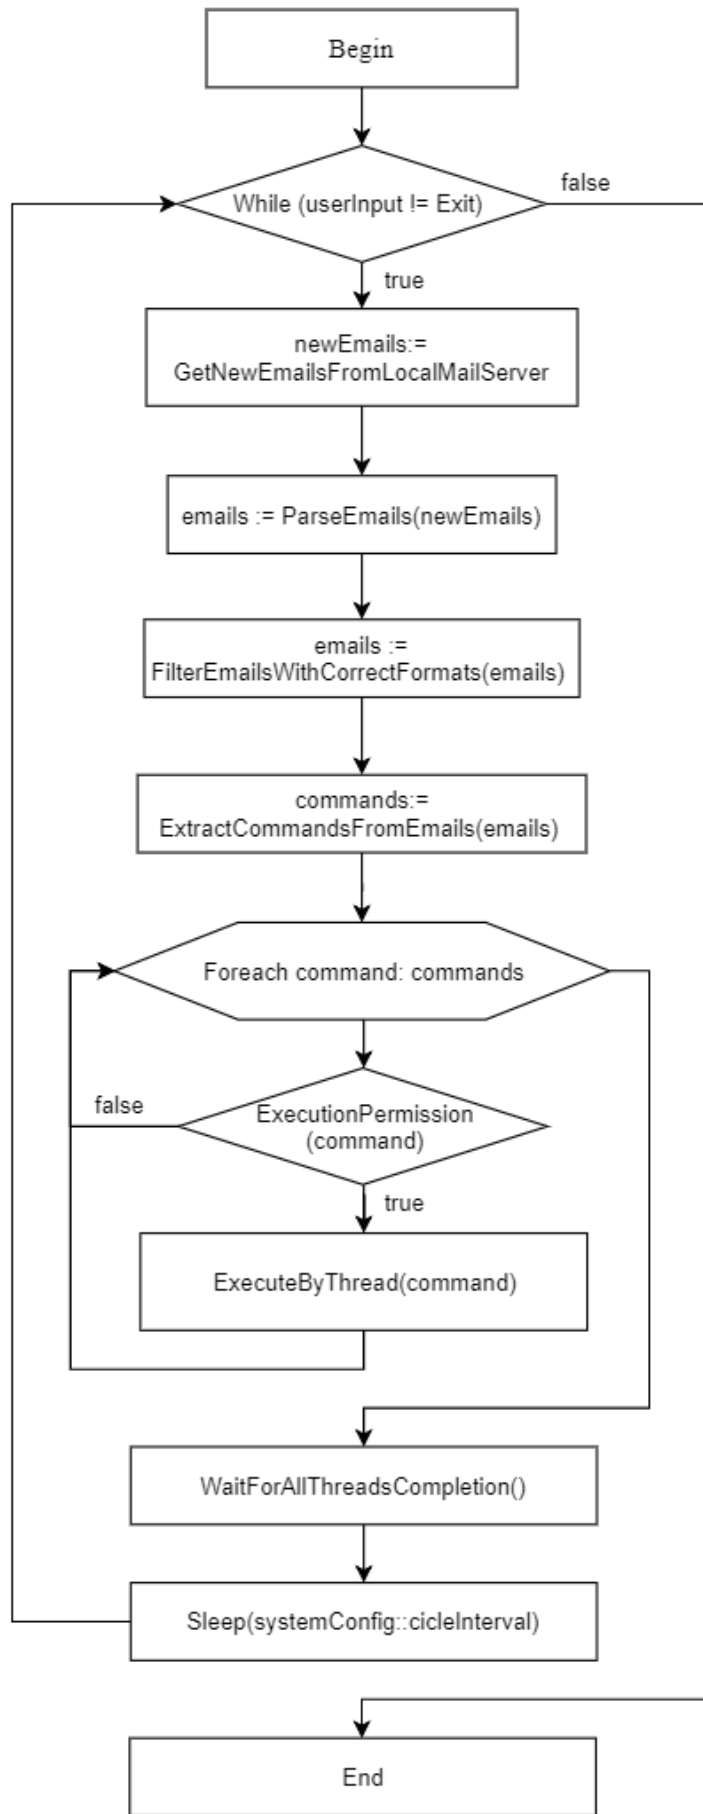 Begin
While (userInput != Exit)
false
true
newEmails:=
GetNewEmailsFromLocalMailServer
emails := ParseEmails(newEmails)
emails :=
FilterEmailsWithCorrectFormats(emails)
commands:=
ExtractCommandsFromEmails(emails)
Foreach command: commands
false
ExecutionPermission
(command)
true
ExecuteByThread(command)
WaitForAllThreadsCompletion()
Sleep(systemConfig::cicleInterval)
End